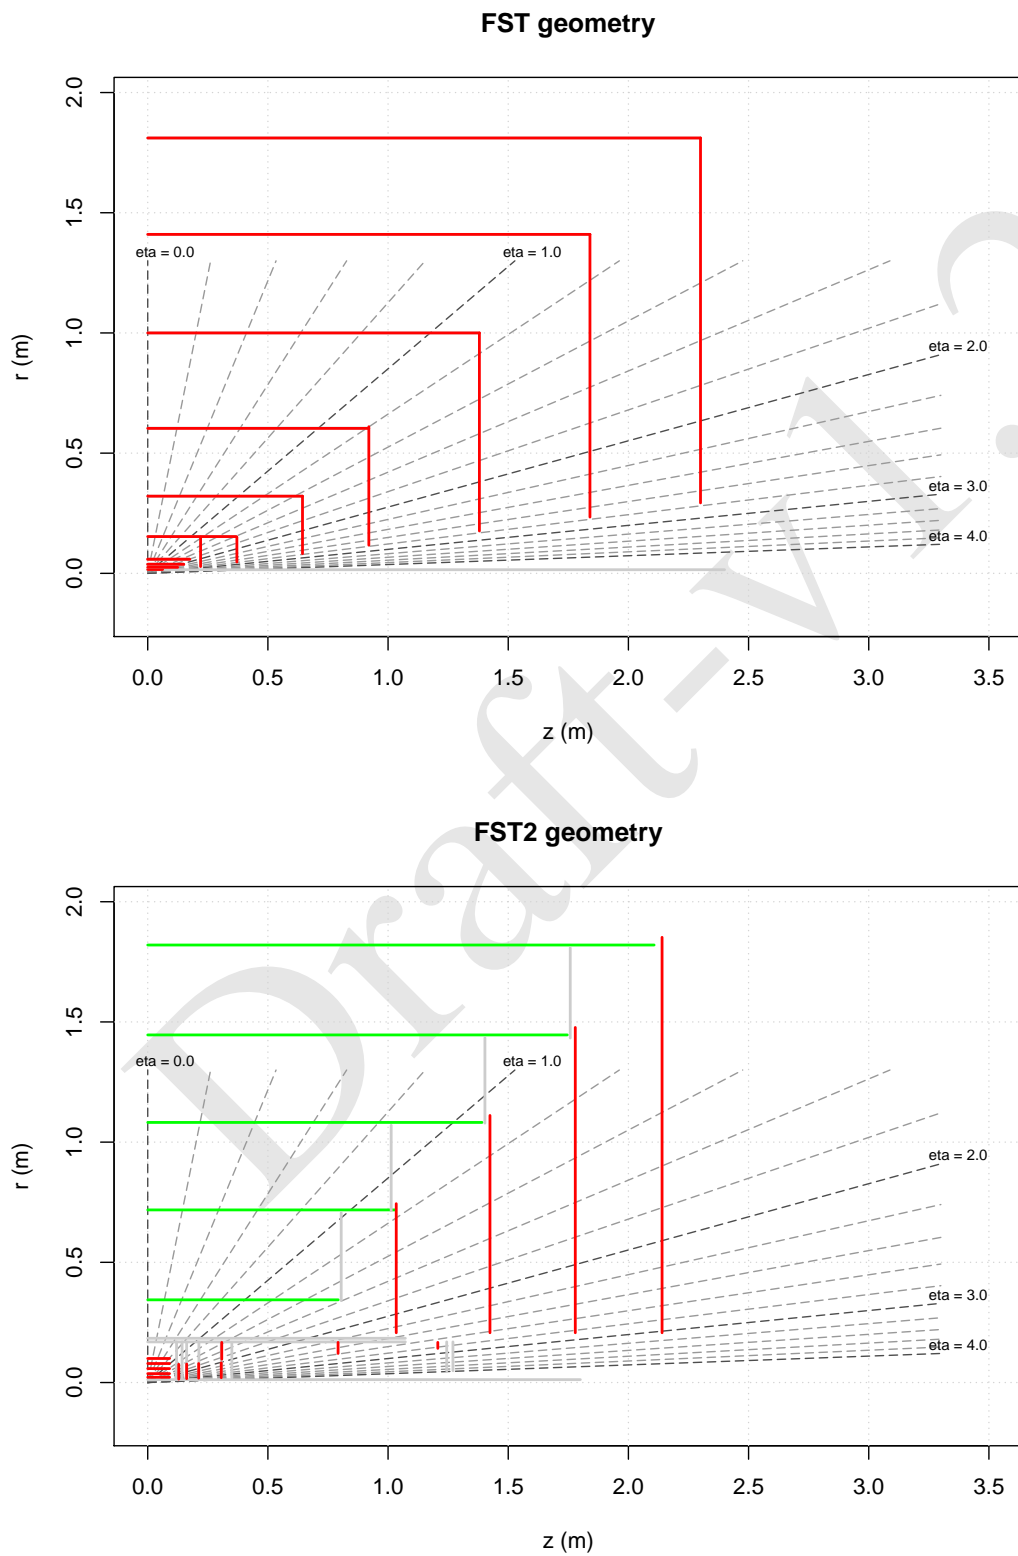 FST geometry
2.0
1.5
1.0
0.5
0.0
r (m)
eta = 0.0
eta = 1.0
eta = 2.0
eta = 3.0
eta = 4.0
0.0 0.5 1.0 1.5 2.0 2.5 3.0 3.5
z (m)
FST2 geometry
2.0
1.5
1.0
0.5
0.0
r (m)
eta = 0.0
eta = 1.0
eta = 2.0
eta = 3.0
eta = 4.0
0.0 0.5 1.0 1.5 2.0 2.5 3.0 3.5
z (m)